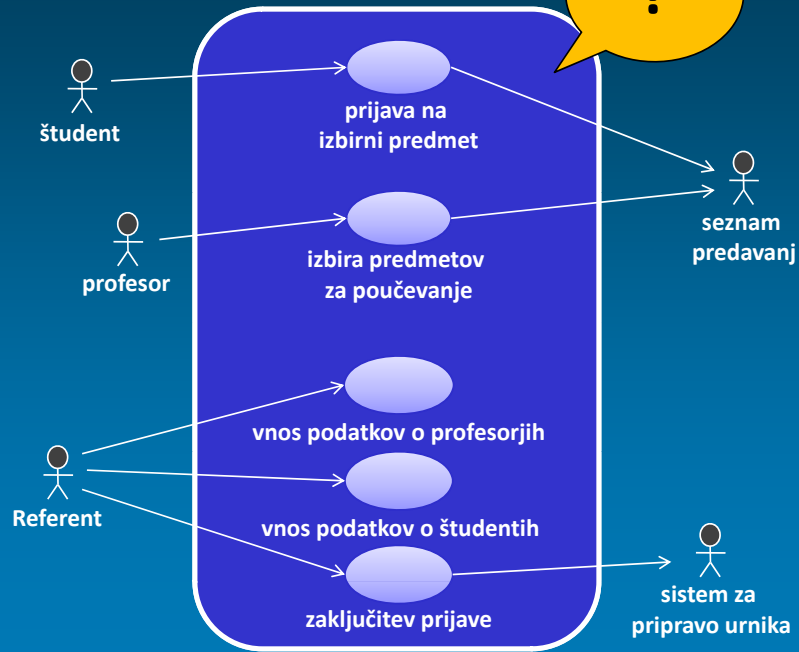 !
študent
prijava na
izbirni predmet
seznam
predavanj
profesor
izbira predmetov
za poučevanje
vnos podatkov o profesorjih
Referent
vnos podatkov o študentih
zaključitev prijave
sistem za
pripravo urnika